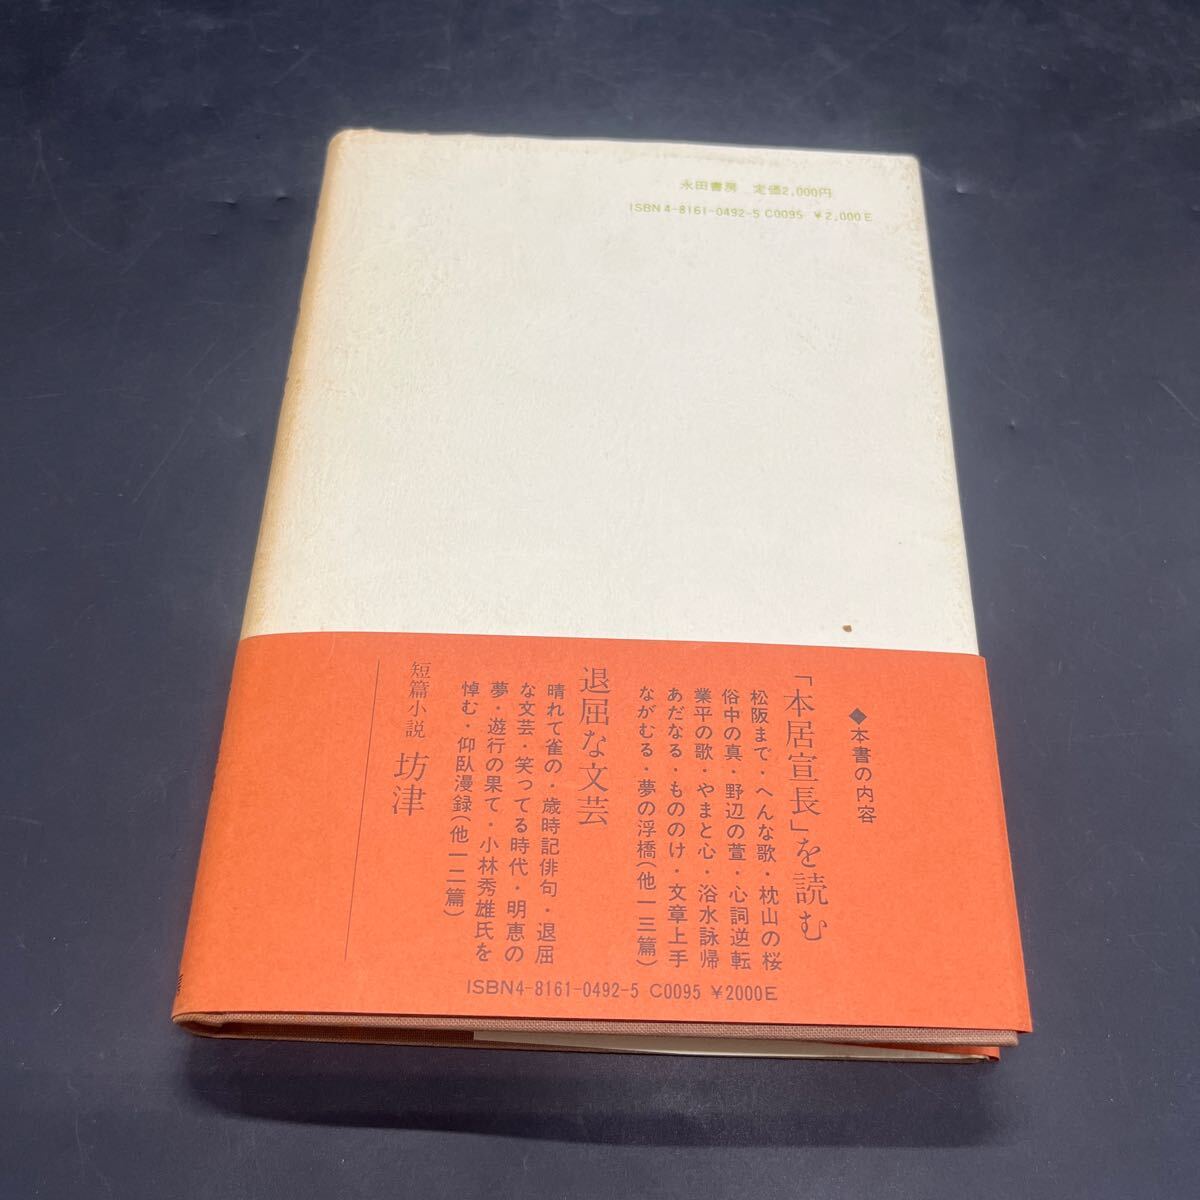 永田書房 定価2,000円
ISBN4-8161-0492-5 C0095 ￥2,000E
◆本書の内容
「本居宣長」を読む
松阪まで・へんな歌・枕山の桜
俗中の真・野辺の萱・心詞逆転
業平の歌・やまと心・浴水詠帰
あだなる・もののけ・文章上手
ながむる・夢の浮橋(他一三篇)
退屈な文芸
晴れて雀の・歳時記俳句・退屈
な文芸・笑ってる時代・明恵の
夢・遊行の果て・小林秀雄氏を
悼む・仰臥漫録(他一二篇)
短篇小説 坊津
ISBN4-8161-0492-5 C0095 ￥2000E